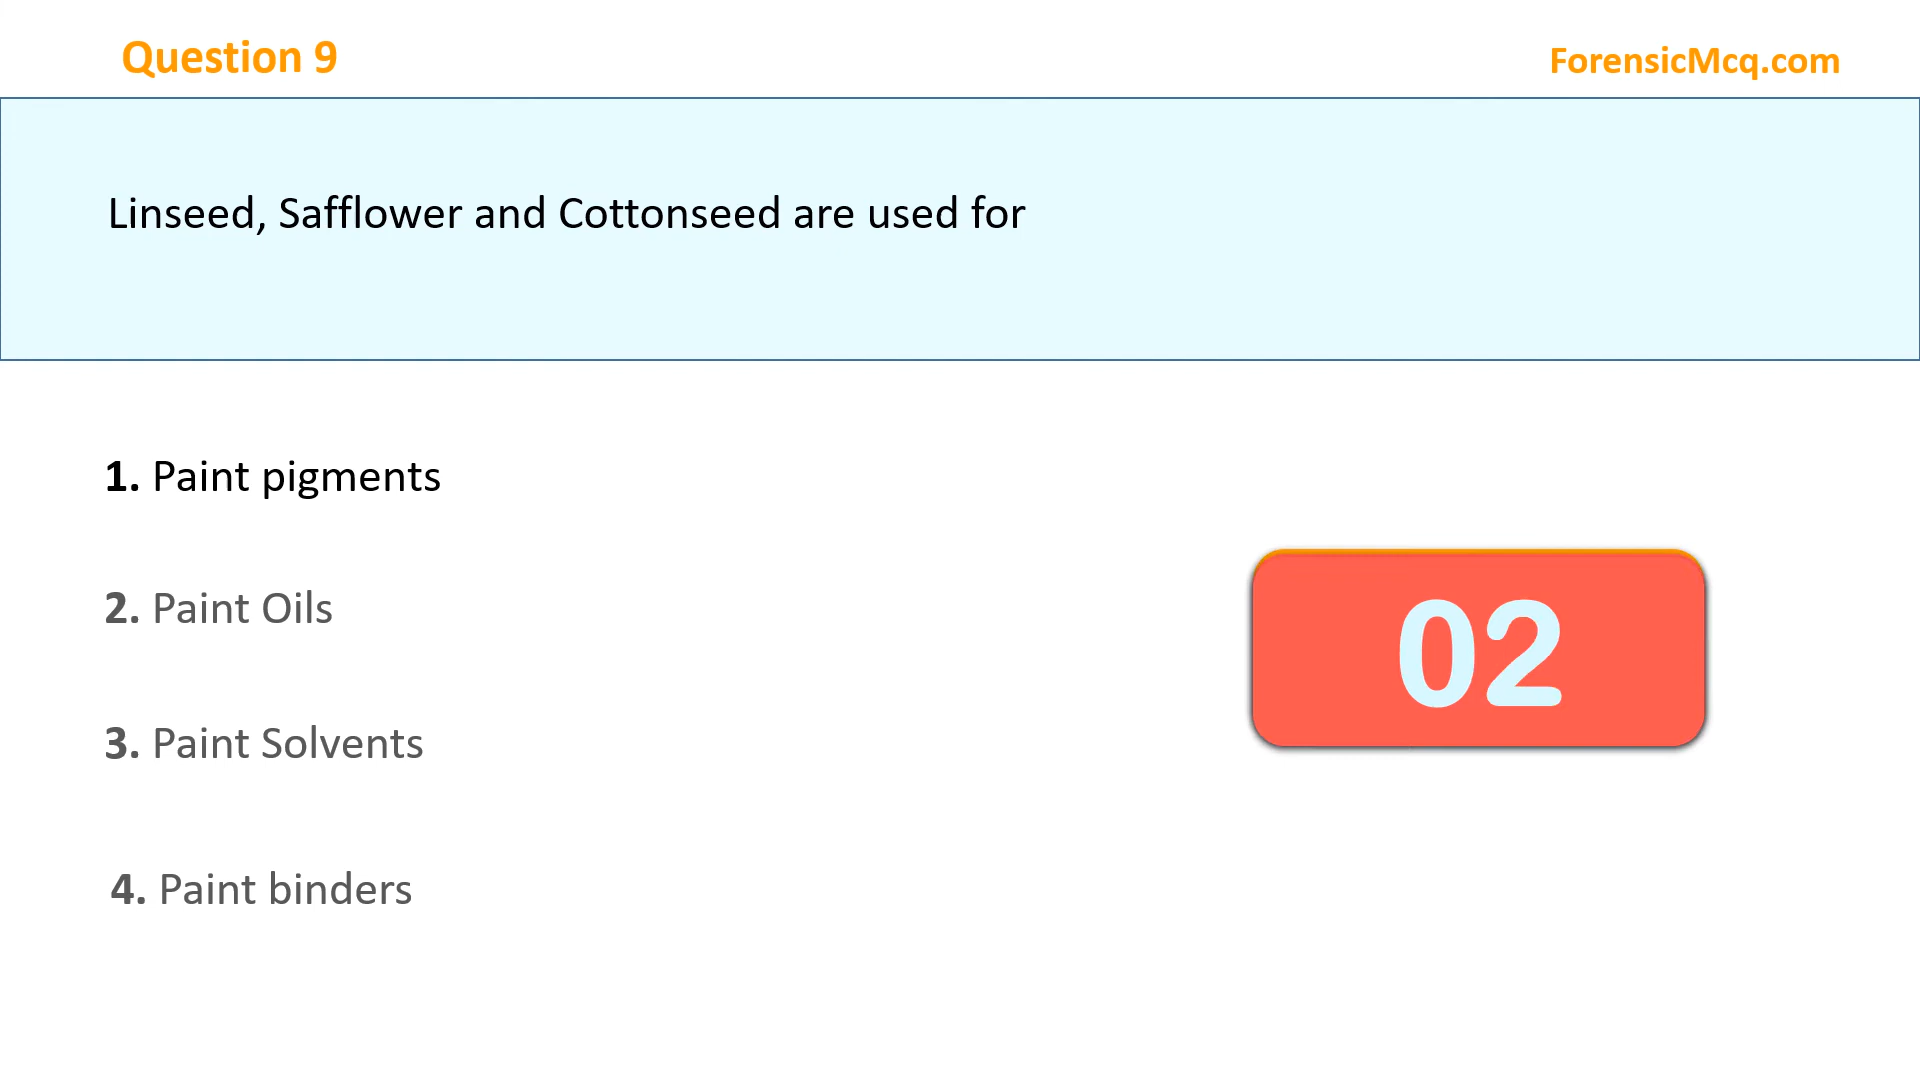 Question 9
ForensicMcq.com
Linseed, Safflower and Cottonseed are used for
1. Paint pigments
2. Paint Oils
02
3. Paint Solvents
4. Paint binders